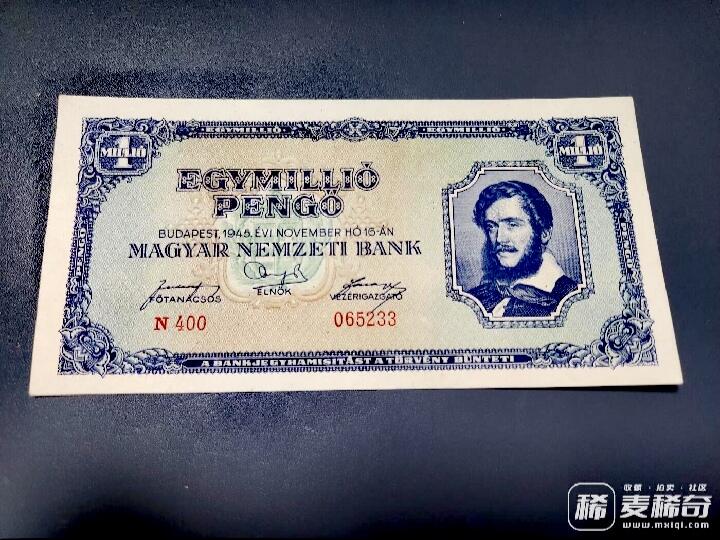 EGYMILLIÓ
EGYMILLIÓ
1
MILLIÓ
1
MILLIÓ
EGYMILLIÓ
PENGŐ
BUDAPEST, 1945. ÉVI NOVEMBER HÓ 16-ÁN
MAGYAR NEMZETI BANK
FŐTANÁCSOS
ELNÖK
VEZÉRIGAZGATÓ
N 400
065233
A BANKJEGYHAMISÍTÁST A TÖRVÉNY BÜNTETI
收藏·泊卖·社区
稀 麦稀奇
www.mxiqi.com